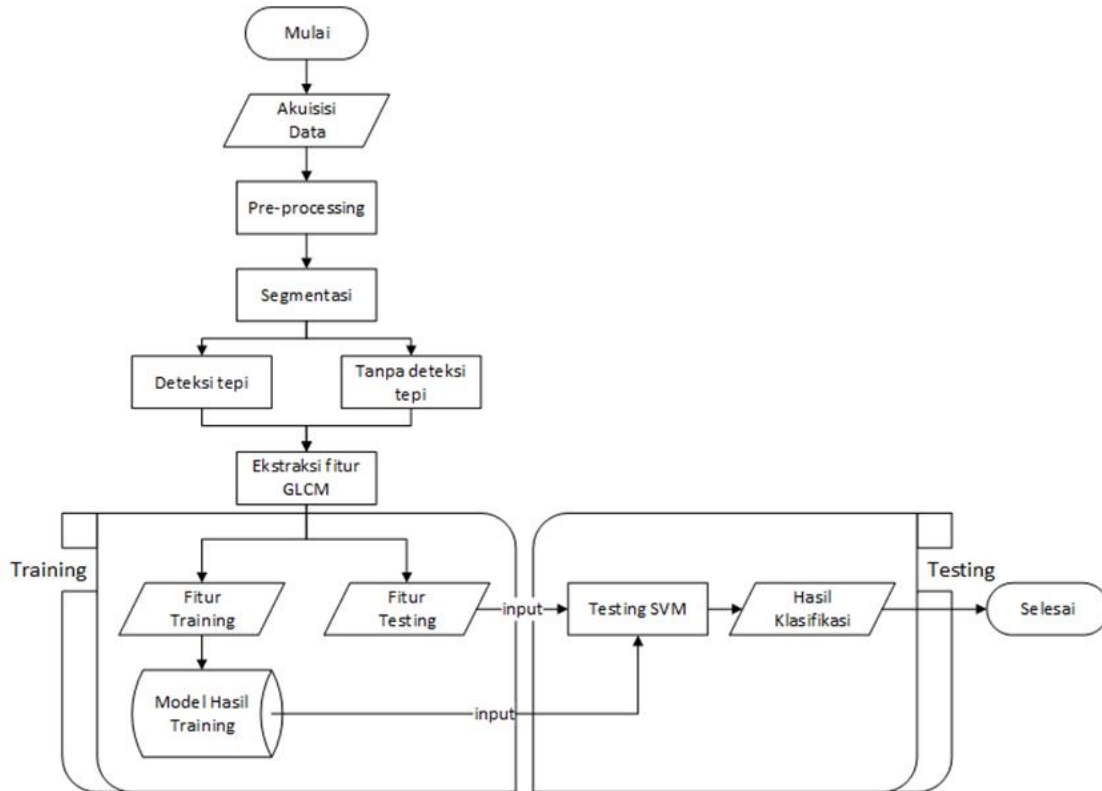 Mulai
Akuisisi
Data
Pre-processing
Segmentasi
Deteksi tepi
Tanpa deteksi
tepi
Ekstraksi fitur
GLCM
Training
Testing
Fitur
Training
Fitur
Testing
input
Testing SVM
Hasil
Klasifikasi
Selesai
Model Hasil
Training
input